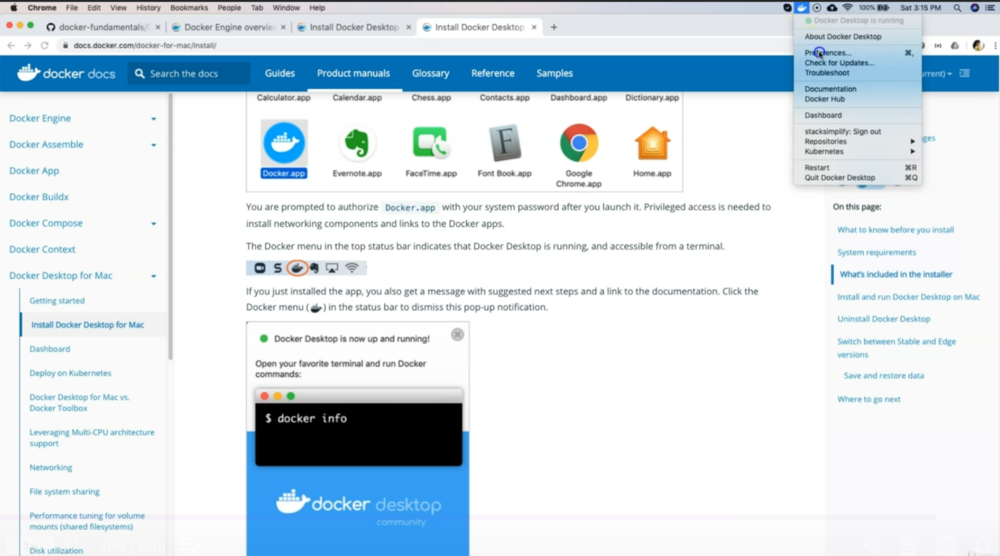 Chrome File Edit View History Bookmarks People Tab Window Help
100% Sat 3:15 PM
docker-fundamentals/ Docker Engine overvie Install Docker Desktop Install Docker Desktop
docs.docker.com/docker-for-mac/install/
docker docs Search the docs Guides Product manuals Glossary Reference Samples
Docker Desktop is running
About Docker Desktop
Preferences... ⌘,
Check for Updates...
Troubleshoot
Documentation
Docker Hub
Dashboard
stacksimplify: Sign out
Repositories
Kubernetes
Restart ⌘R
Quit Docker Desktop ⌘Q
Docker Engine
Docker Assemble
Docker App
Docker Buildx
Docker Compose
Docker Context
Docker Desktop for Mac
Getting started
Install Docker Desktop for Mac
Dashboard
Deploy on Kubernetes
Docker Desktop for Mac vs.
Docker Toolbox
Leveraging Multi-CPU architecture
support
Networking
File system sharing
Performance tuning for volume
mounts (shared filesystems)
Disk utilization
Calculator.app Calendar.app Chess.app Contacts.app Dashboard.app Dictionary.app
Docker.app Evernote.app FaceTime.app Font Book.app Google Chrome.app Home.app
You are prompted to authorize Docker.app with your system password after you launch it. Privileged access is needed to
install networking components and links to the Docker apps.
The Docker menu in the top status bar indicates that Docker Desktop is running, and accessible from a terminal.
If you just installed the app, you also get a message with suggested next steps and a link to the documentation. Click the
Docker menu ( ) in the status bar to dismiss this pop-up notification.
Docker Desktop is now up and running!
Open your favorite terminal and run Docker
commands:
$ docker info
docker desktop
community
On this page:
What to know before you install
System requirements
What's included in the installer
Install and run Docker Desktop on Mac
Uninstall Docker Desktop
Switch between Stable and Edge
versions
Save and restore data
Where to go next
4:40 / 6:36